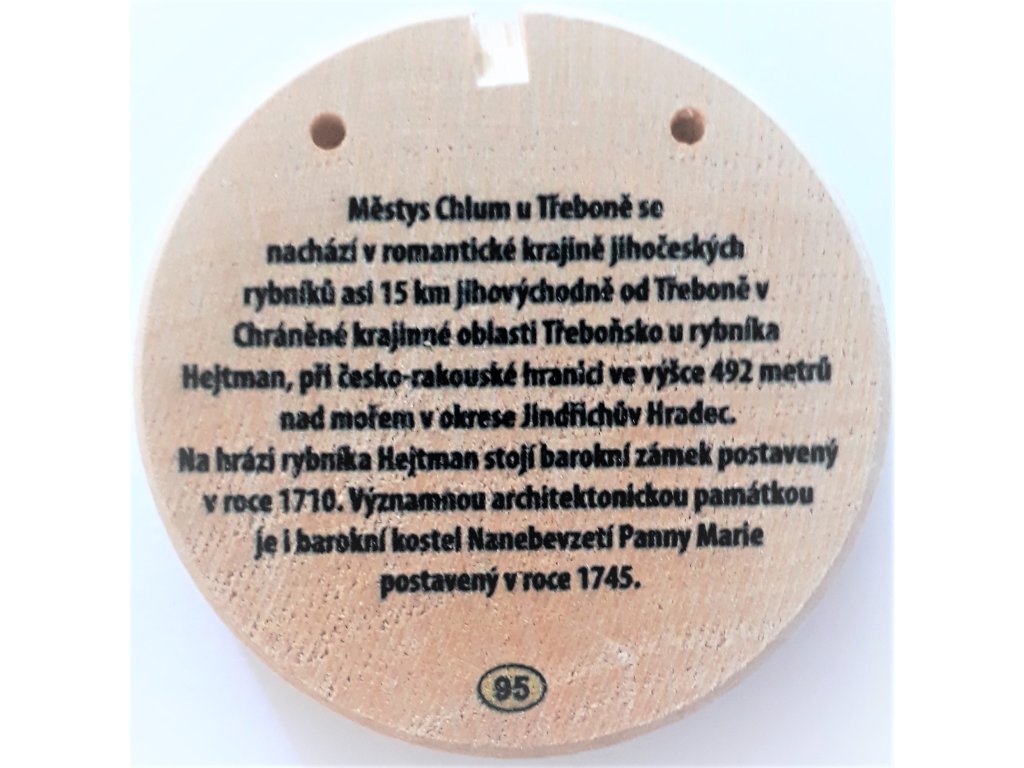 Městys Chlum u Třeboně se
nachází v romantické krajině jihočeských
rybníků asi 15 km jihovýchodně od Třeboně v
Chráněné krajinné oblasti Třeboňsko u rybníka
Hejtman, při česko-rakouské hranici ve výšce 492 metrů
nad mořem v okrese Jindřichův Hradec.
Na hrázi rybníka Hejtman stojí barokní zámek postavený
v roce 1710. Významnou architektonickou památkou
je i barokní kostel Nanebevzetí Panny Marie
postavený v roce 1745.
95